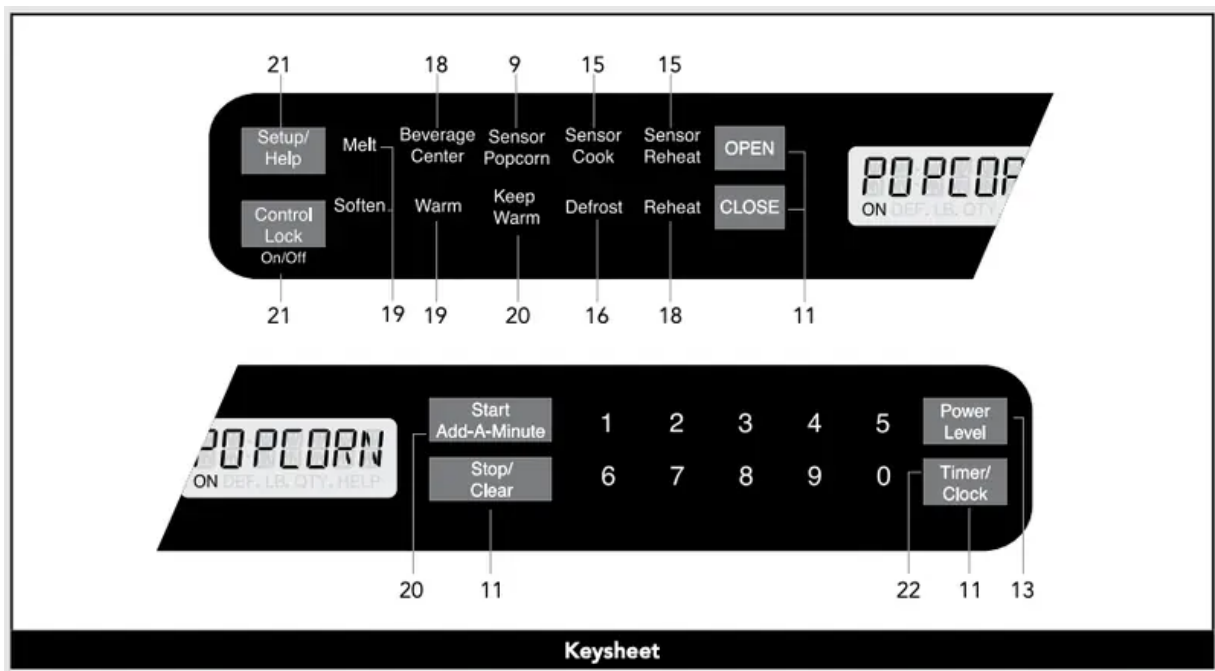 21 18 9 15 15
Setup/
Help
Melt
Beverage
Center
Sensor
Popcorn
Sensor
Cook
Sensor
Reheat
OPEN
Control
Lock
On/Off
Soften
Warm
Keep
Warm
Defrost
Reheat
CLOSE
POPCOR
ON DEF. LB. QTY.
21 19 19 20 16 18 11
POPCORN
ON DEF. LB. QTY. HELP
Start
Add-A-Minute
1 2 3 4 5
Power
Level
Stop/
Clear
6 7 8 9 0
Timer/
Clock
20 11 22 11 13
Keysheet